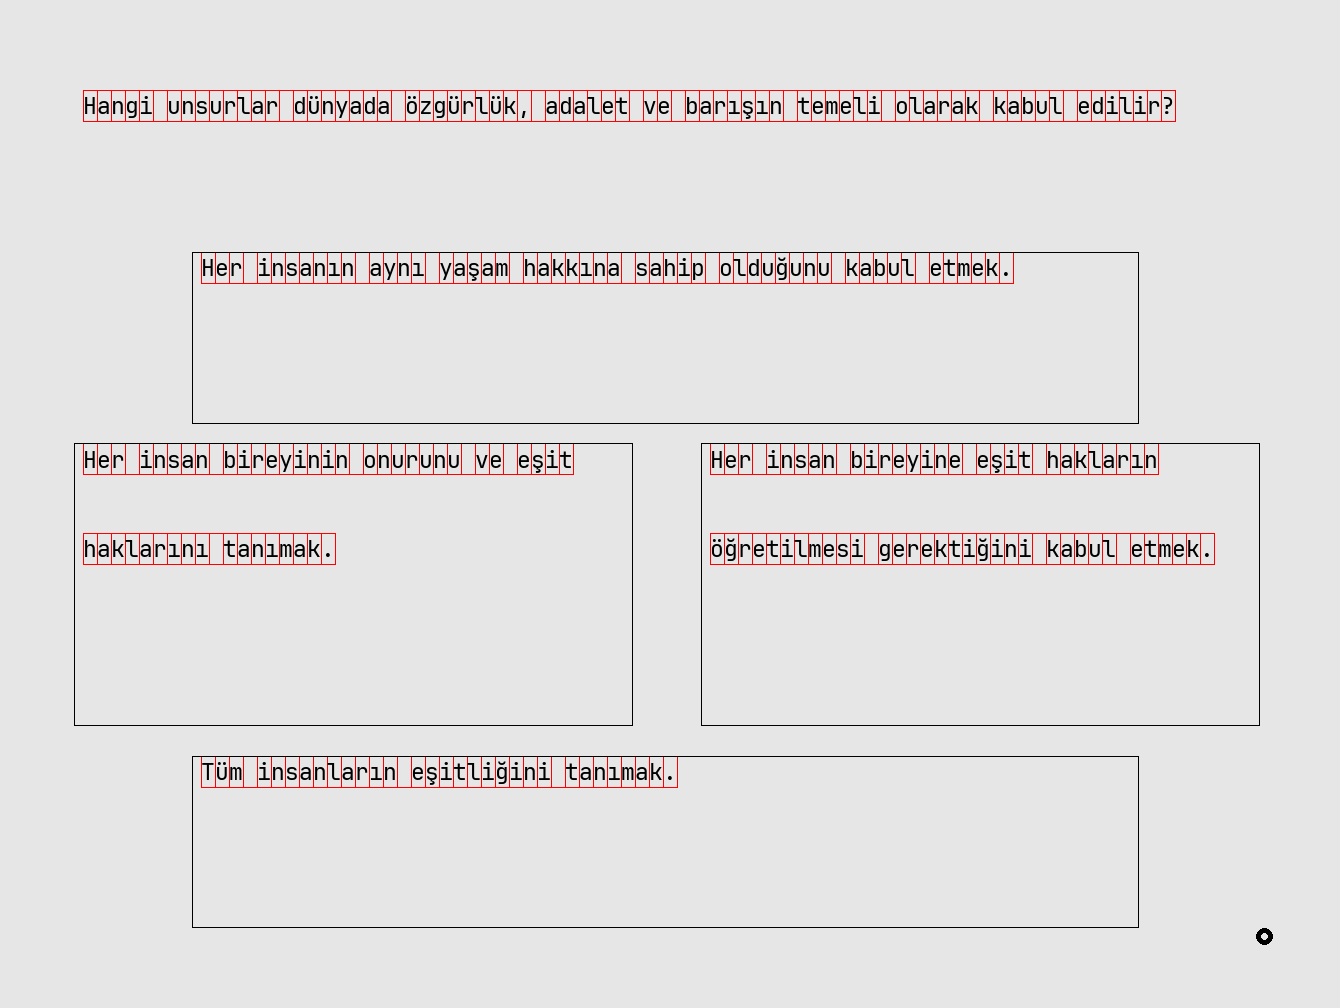 Hangi unsurlar dünyada özgürlük, adalet ve barışın temeli olarak kabul edilir?
Her insanın aynı yaşam hakkına sahip olduğunu kabul etmek.
Her insan bireyinin onurunu ve eşit
haklarını tanımak.
Her insan bireyine eşit hakların
öğretilmesi gerektiğini kabul etmek.
Tüm insanların eşitliğini tanımak.